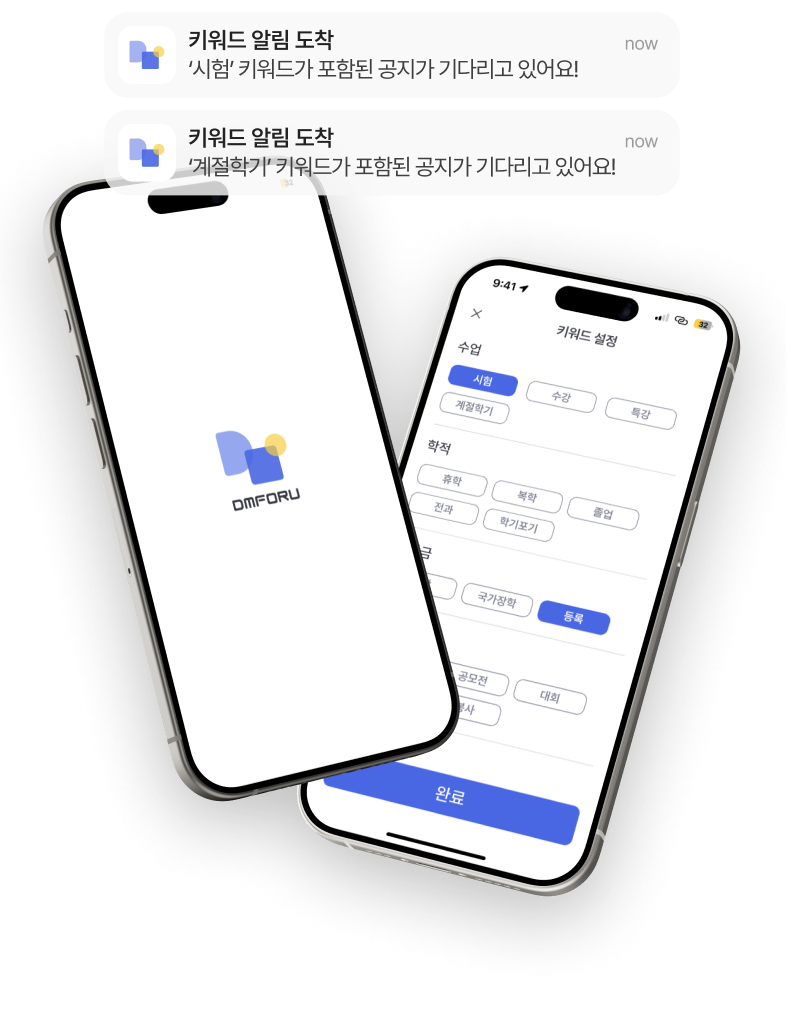 키워드 알림 도착
now
‘시험’ 키워드가 포함된 공지가 기다리고 있어요!
키워드 알림 도착
now
‘계절학기’ 키워드가 포함된 공지가 기다리고 있어요!
32
DMFORU
9:41
32
키워드 설정
수업
시험
수강
특강
계절학기
학적
휴학
복학
졸업
전과
학기포기
금
국가장학
등록
공모전
대회
봉사
완료